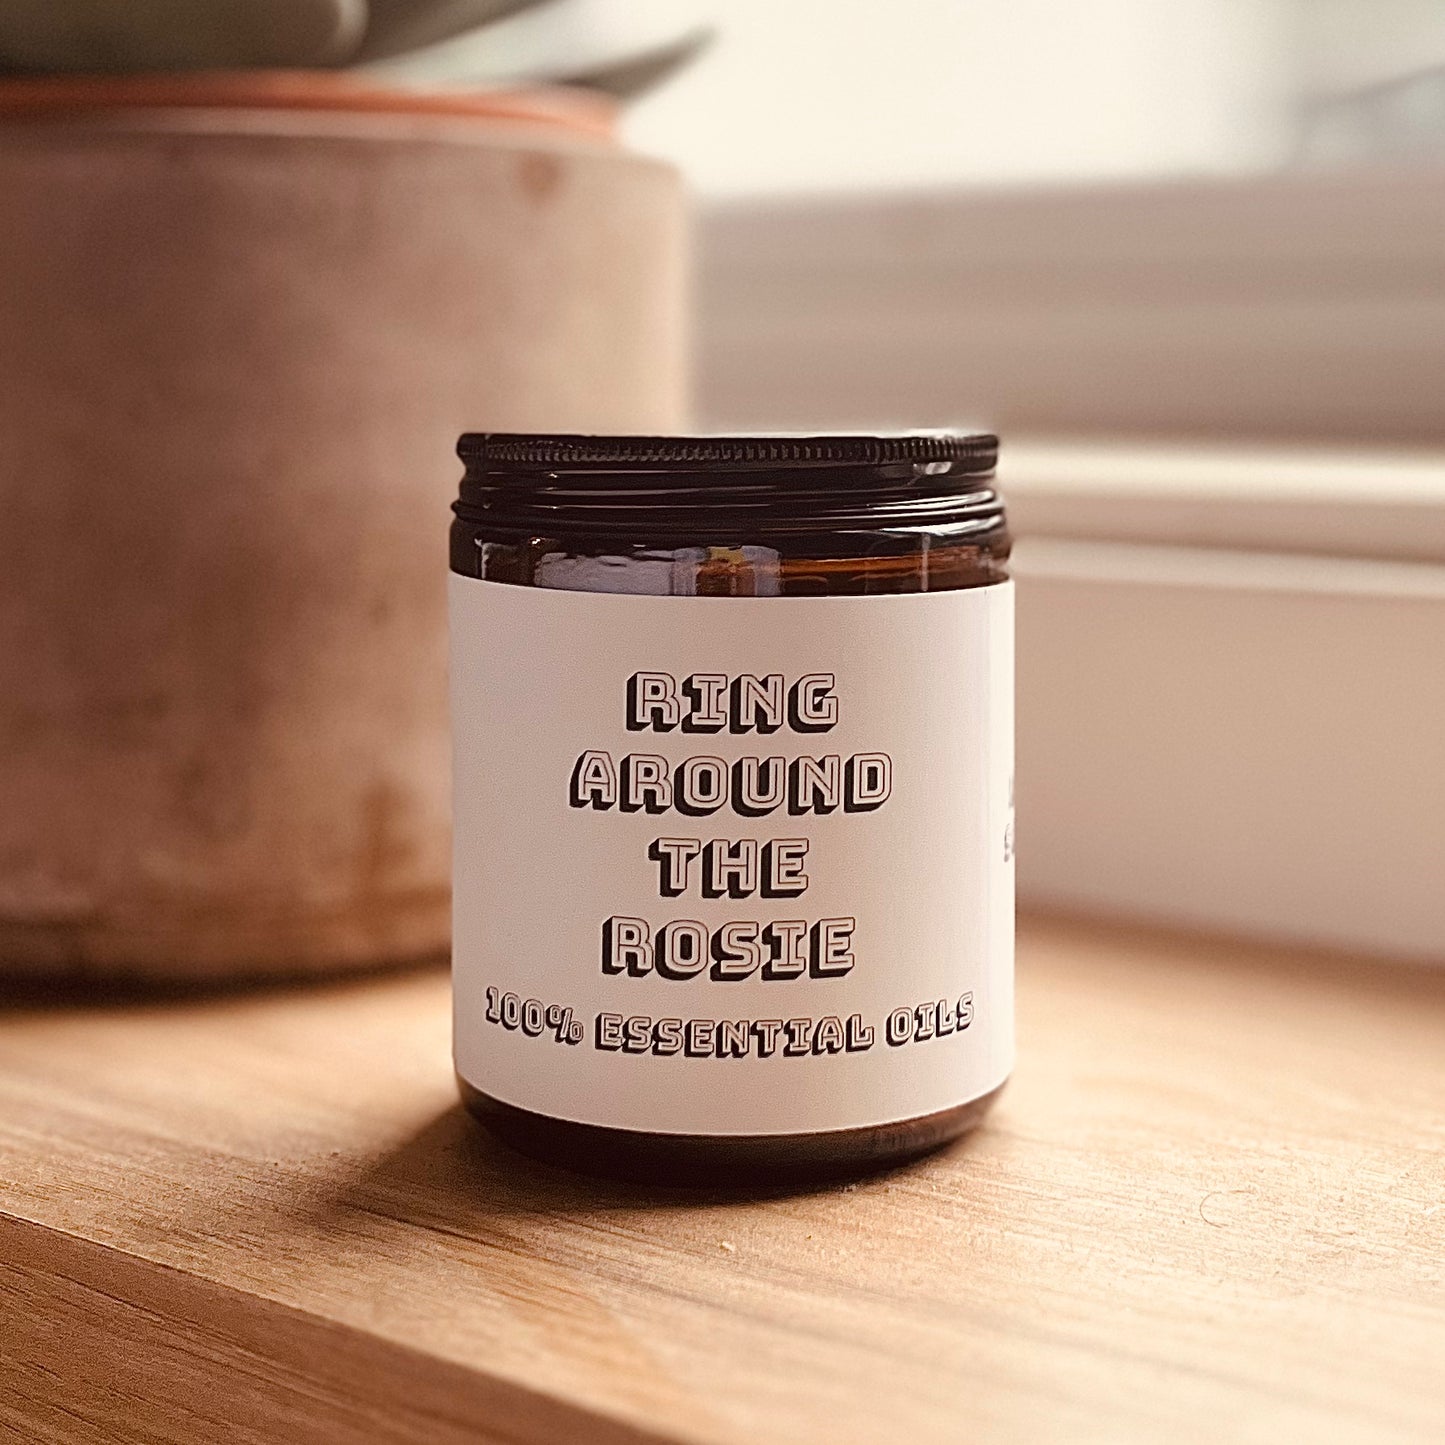 RING
AROUND
THE
ROSIE
100% ESSENTIAL OILS